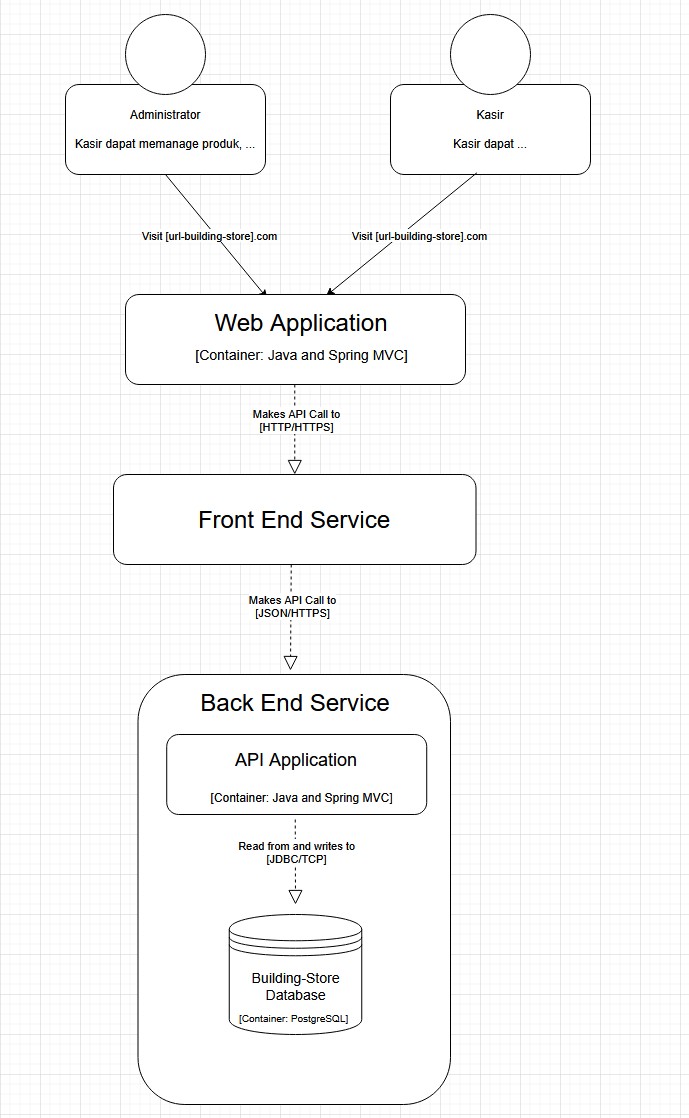 Administrator
Kasir dapat memanage produk, ...
Kasir
Kasir dapat ...
Visit [url-building-store].com
Visit [url-building-store].com
Web Application
[Container: Java and Spring MVC]
Makes API Call to
[HTTP/HTTPS]
Front End Service
Makes API Call to
[JSON/HTTPS]
Back End Service
API Application
[Container: Java and Spring MVC]
Read from and writes to
[JDBC/TCP]
Building-Store
Database
[Container: PostgreSQL]